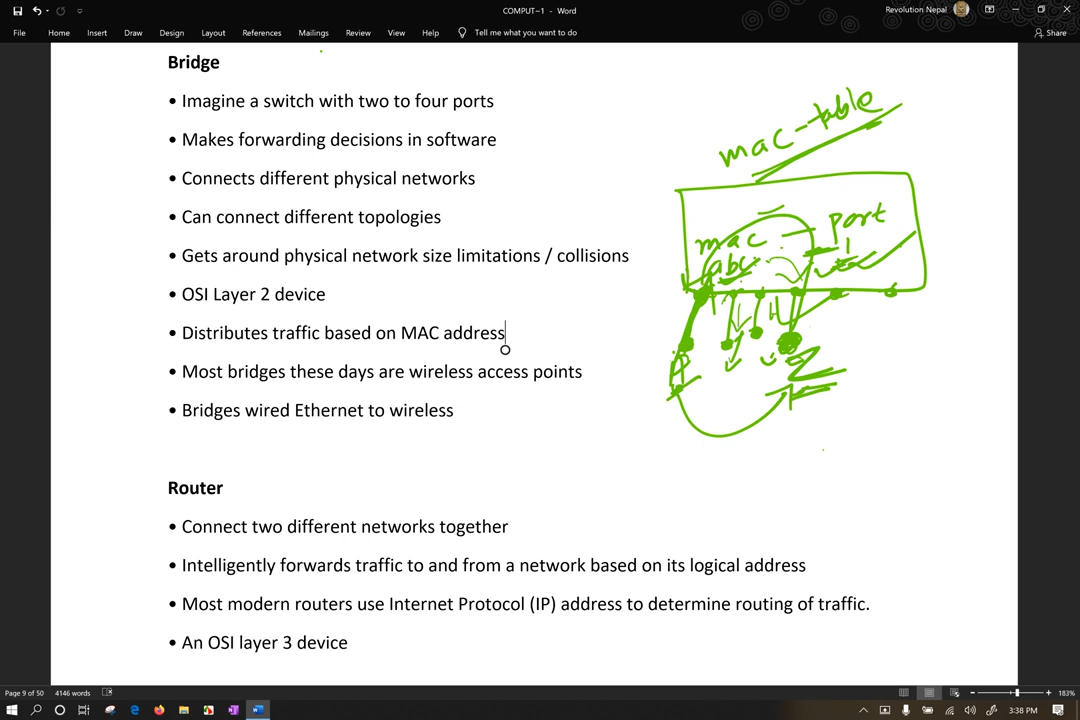 COMPUT~1 - Word
Revolution Nepal
File Home Insert Draw Design Layout References Mailings Review View Help Tell me what you want to do Share
Bridge
• Imagine a switch with two to four ports
• Makes forwarding decisions in software
• Connects different physical networks
• Can connect different topologies
• Gets around physical network size limitations / collisions
• OSI Layer 2 device
• Distributes traffic based on MAC address
• Most bridges these days are wireless access points
• Bridges wired Ethernet to wireless
mac-table
mac - port
abc 1
A
Z
Router
• Connect two different networks together
• Intelligently forwards traffic to and from a network based on its logical address
• Most modern routers use Internet Protocol (IP) address to determine routing of traffic.
• An OSI layer 3 device
Page 9 of 50 4146 words 183%
3:38 PM